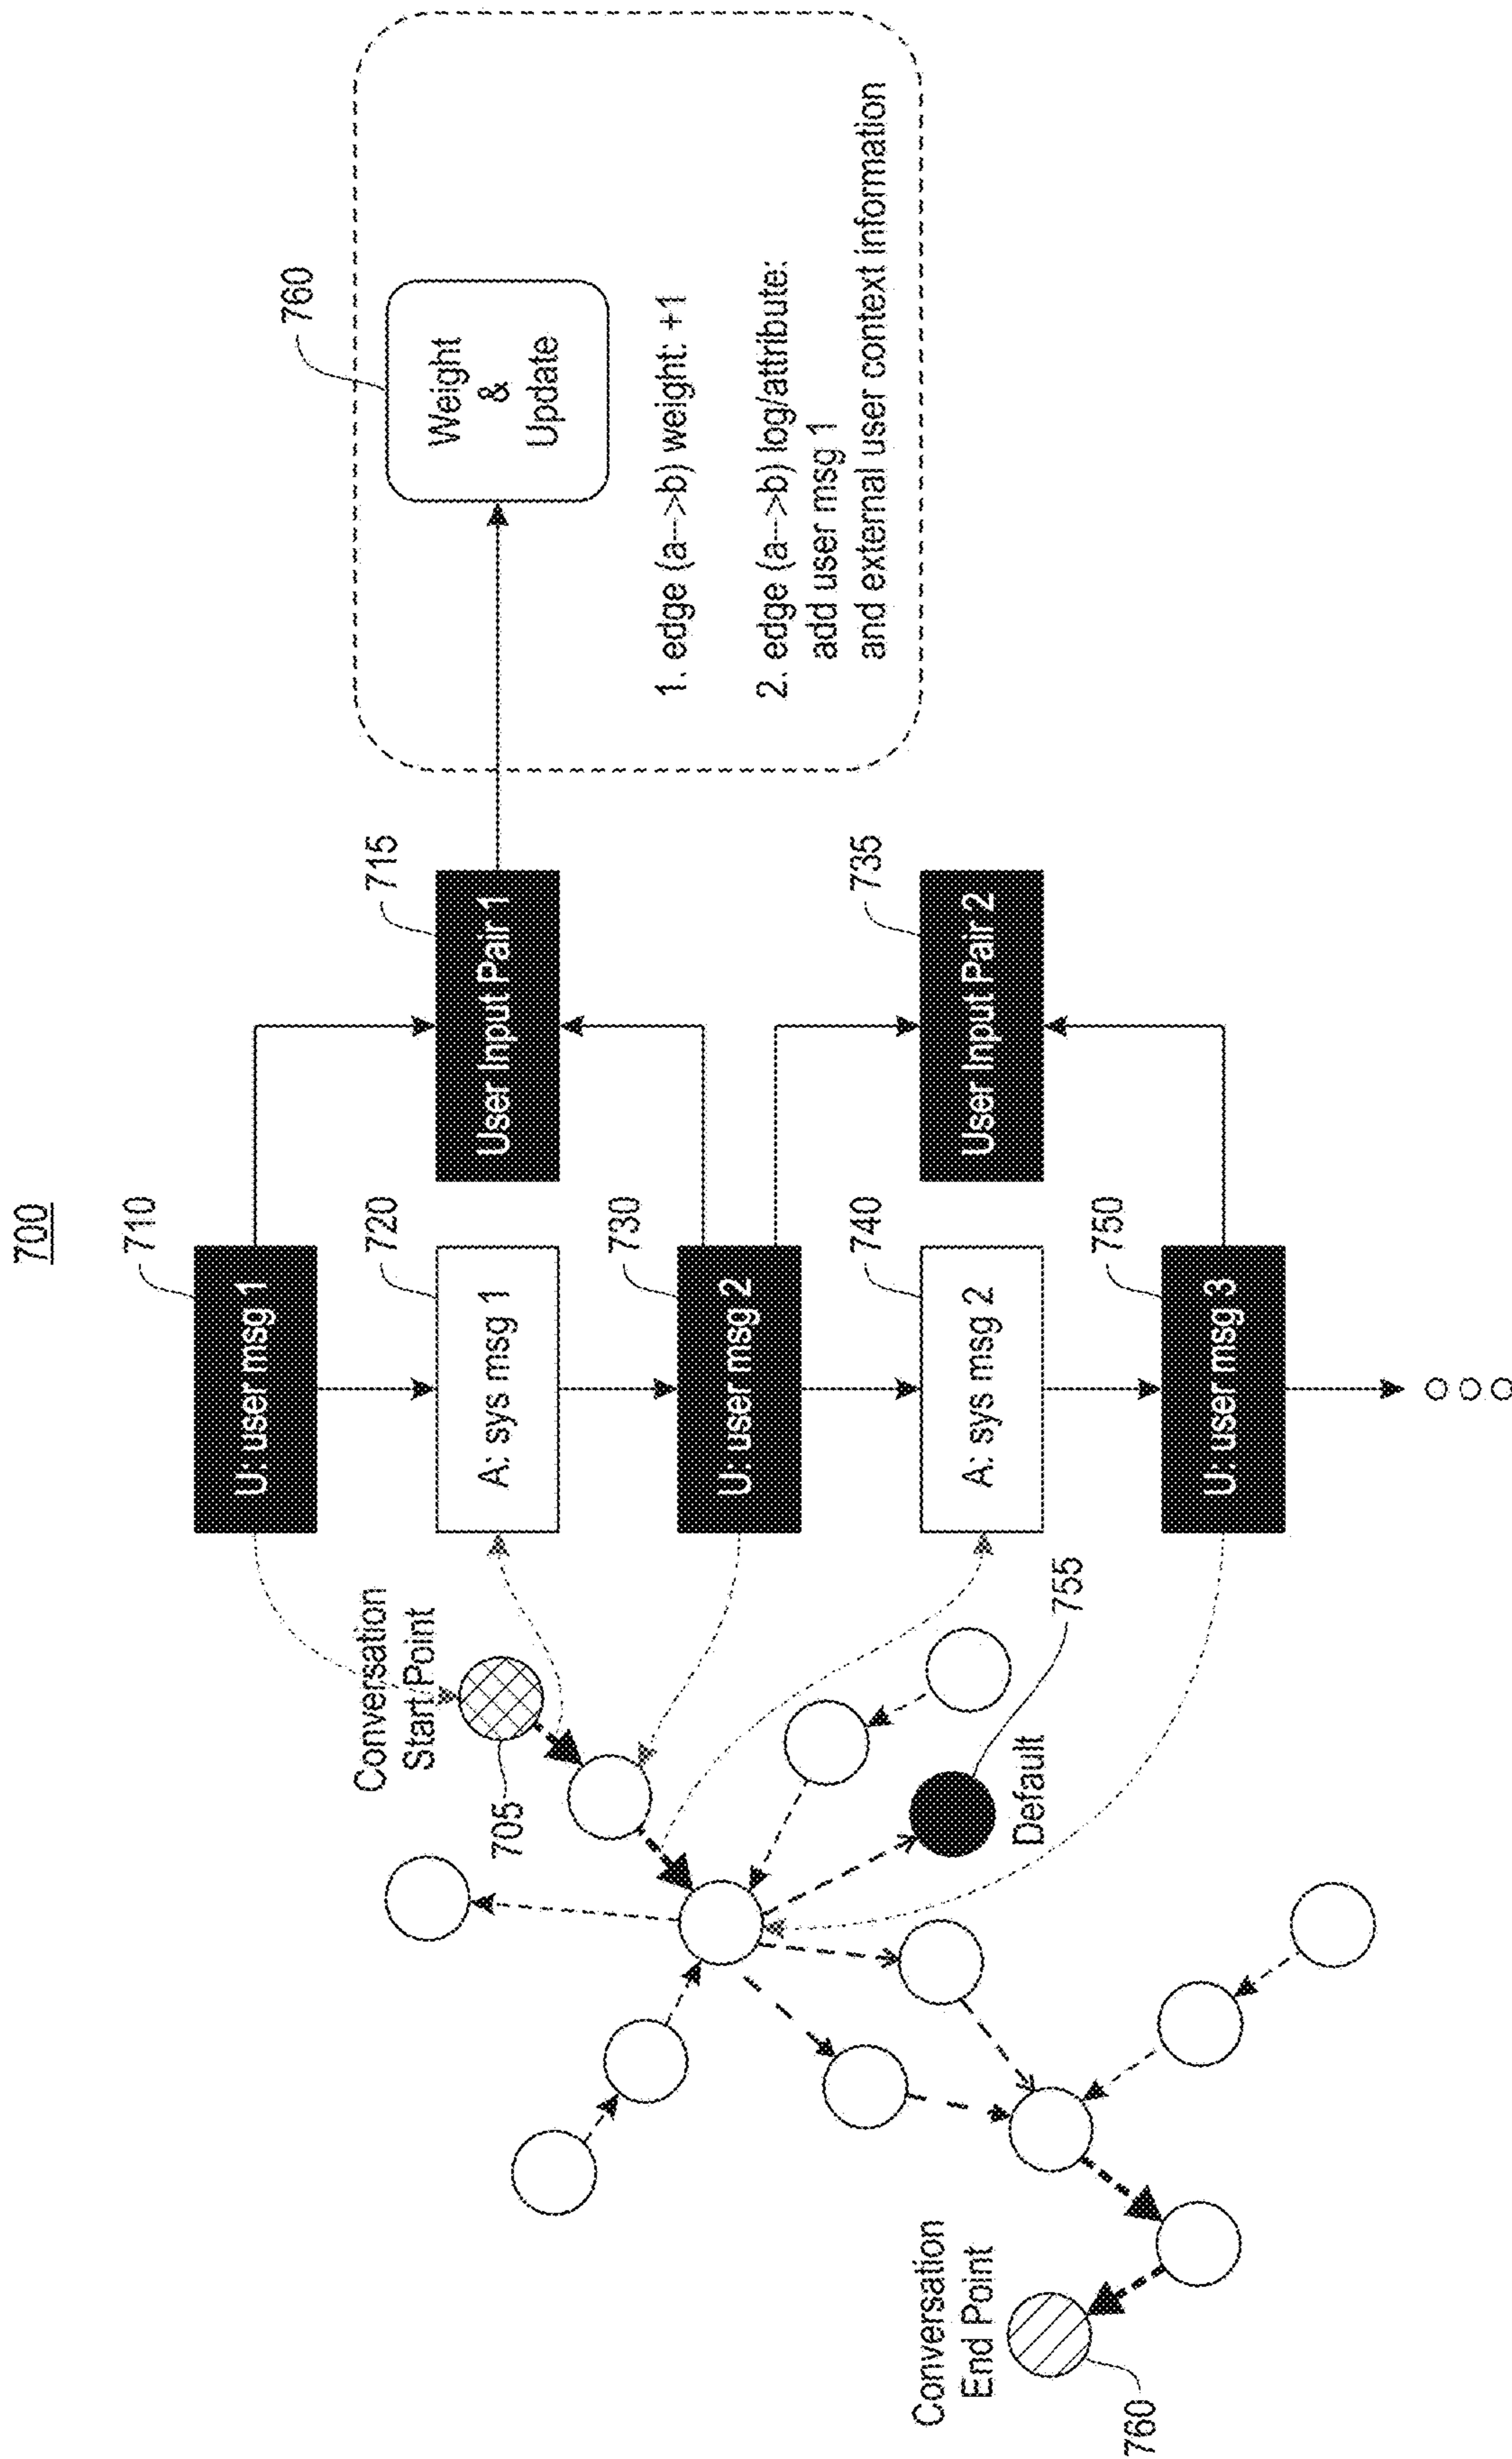 700
Conversation
Start Point
705
Conversation
End Point
760
Default
755
710
U: user msg 1
720
A: sys msg 1
730
U: user msg 2
740
A: sys msg 2
750
U: user msg 3
715
User Input Pair 1
735
User Input Pair 2
760
Weight
&
Update
1. edge (a-->b) weight: +1
2. edge (a-->b) log/attribute:
add user msg 1
and external user context information